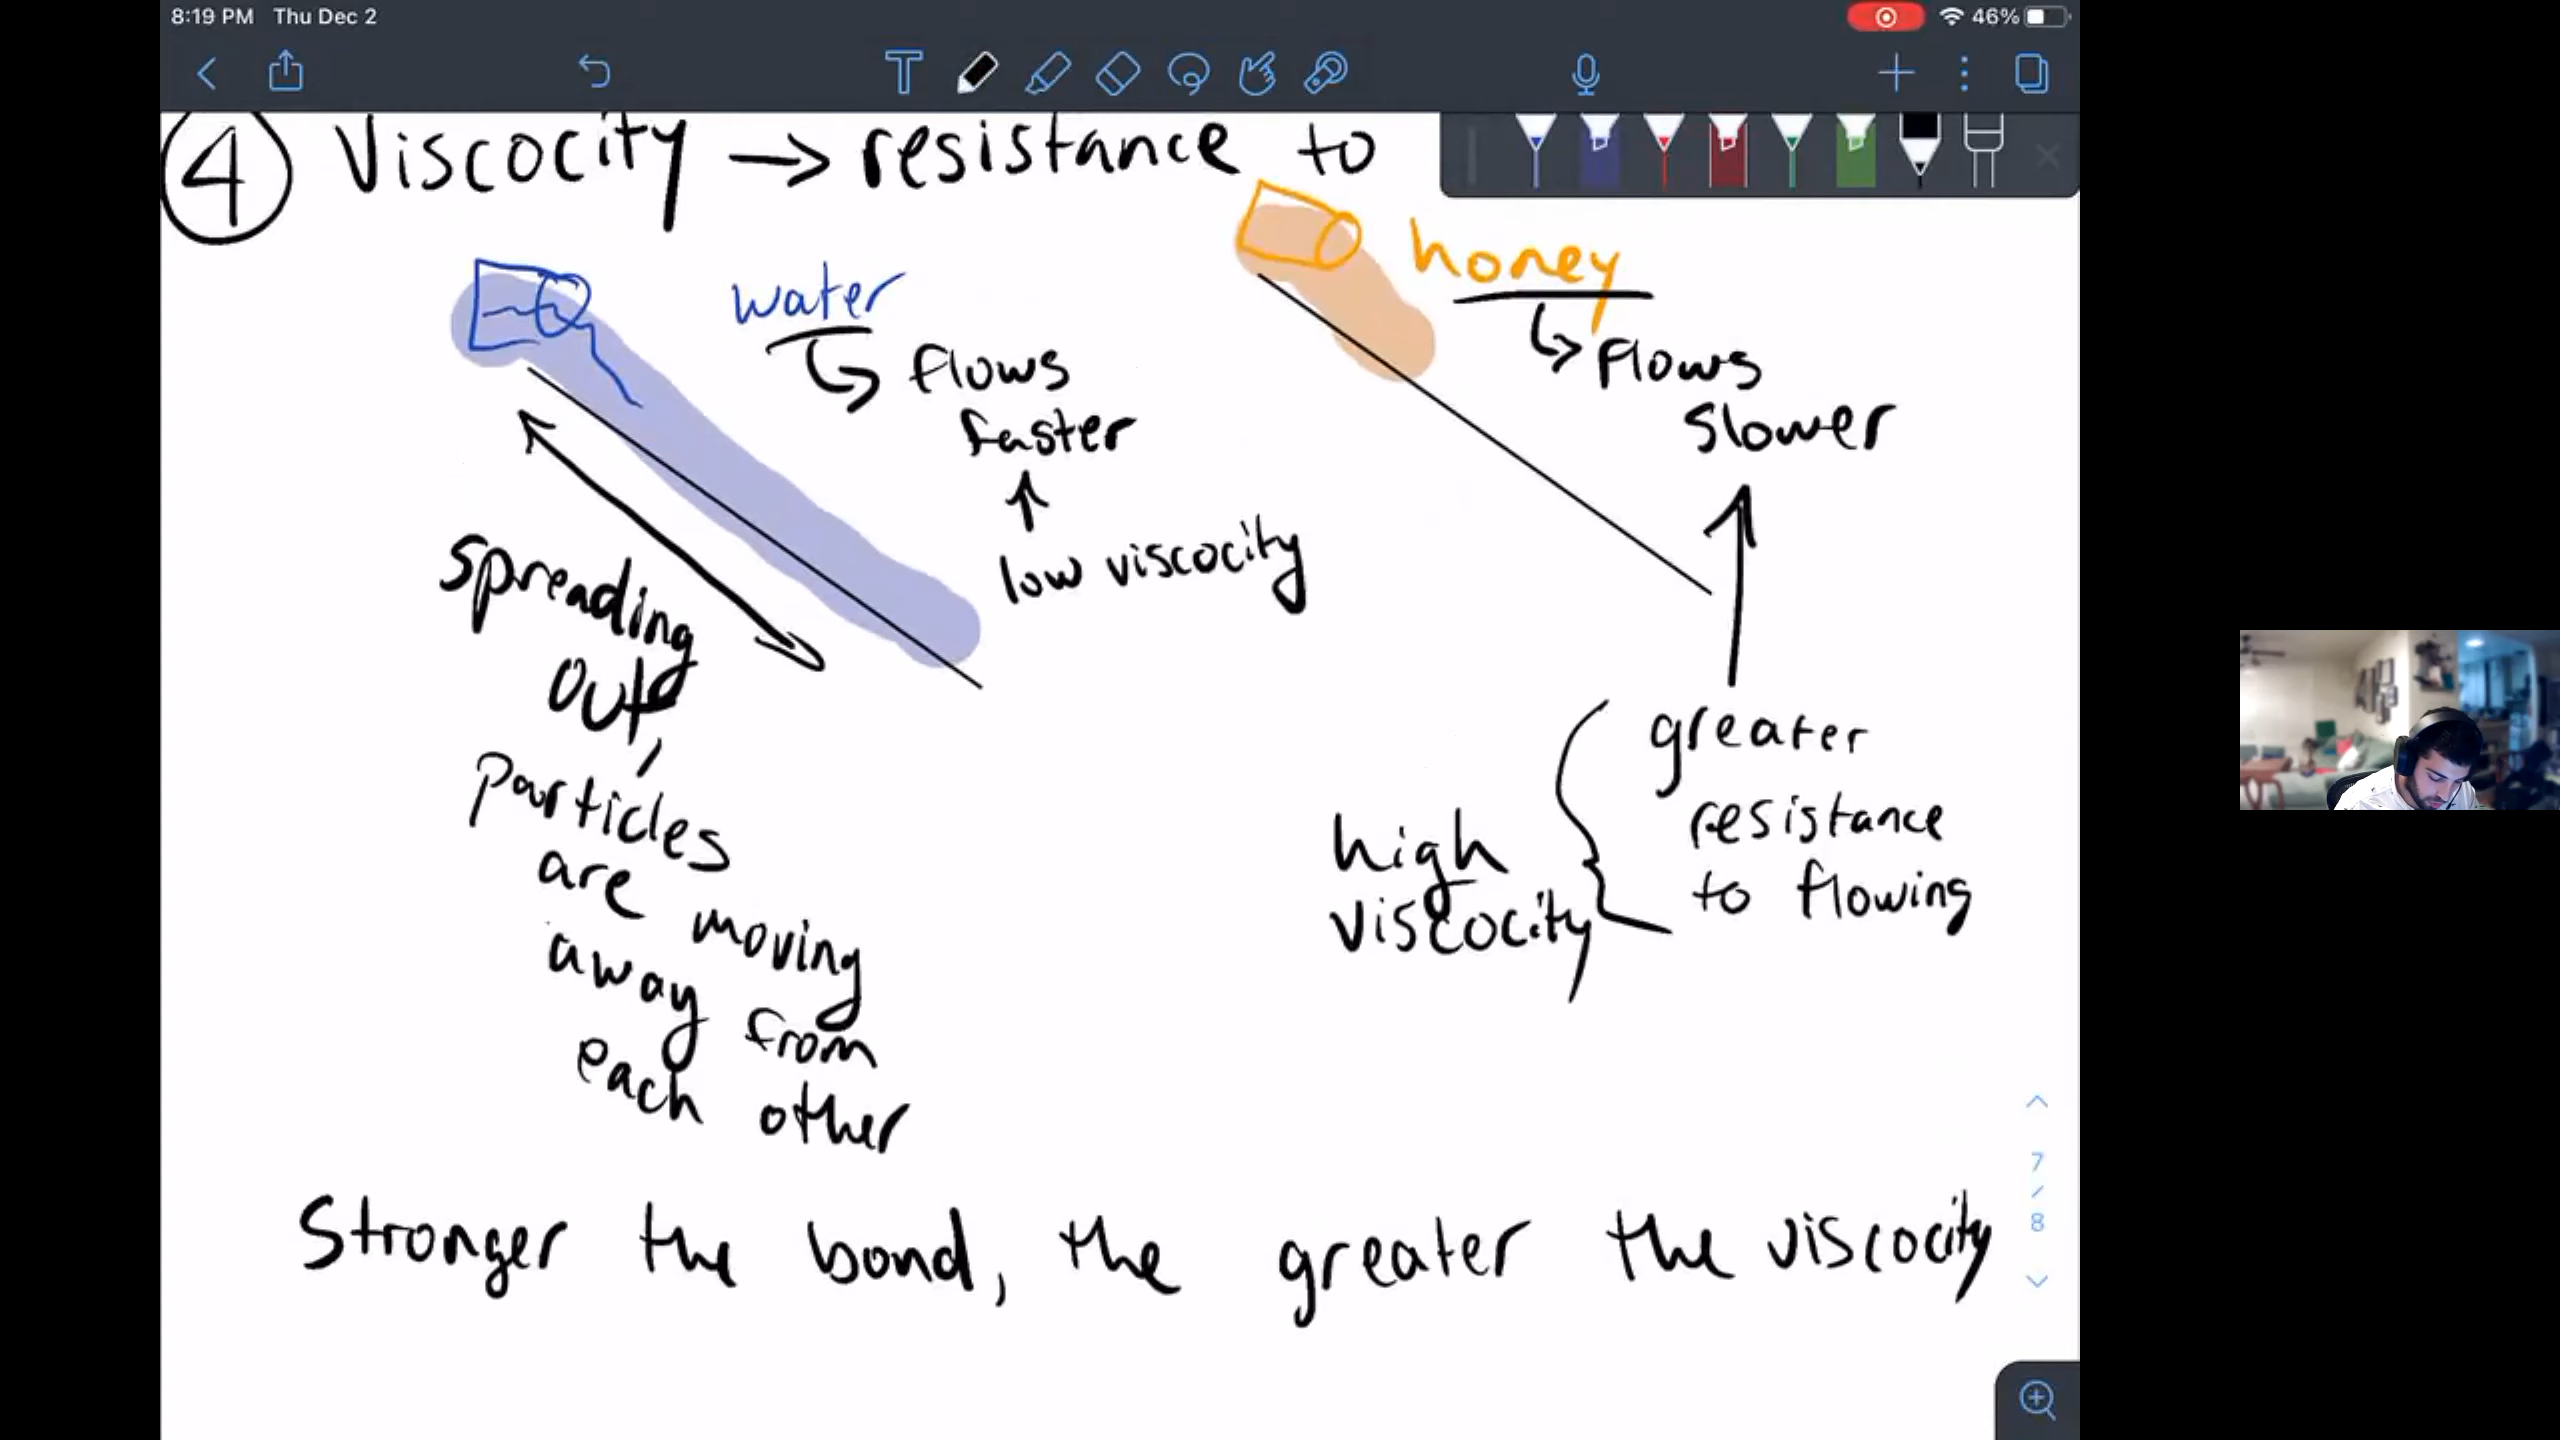 8:19 PM Thu Dec 2
46%
4 Viscocity → resistance to
water
↳ flows
faster
↑
low viscocity
honey
↳ flows
slower
spreading
out,
particles
are moving
away from
each other
high
viscocity
greater
resistance
to flowing
Stronger the bond, the greater the viscocity
7
/
8